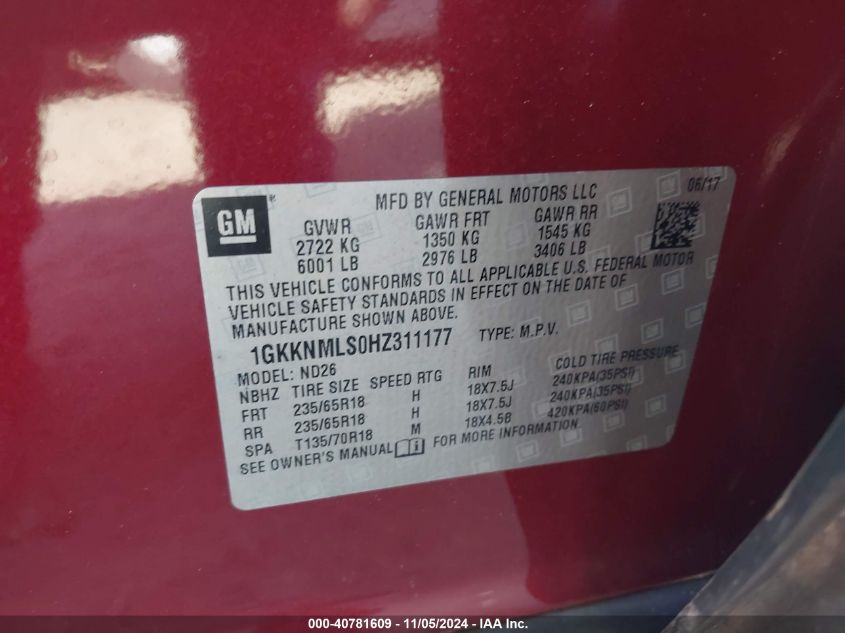 MFD BY GENERAL MOTORS LLC 06/17
GM
GVWR GAWR FRT GAWR RR
2722 KG 1350 KG 1545 KG
6001 LB 2976 LB 3406 LB
THIS VEHICLE CONFORMS TO ALL APPLICABLE U.S. FEDERAL MOTOR
VEHICLE SAFETY STANDARDS IN EFFECT ON THE DATE OF
MANUFACTURE SHOWN ABOVE.
1GKKNMLS0HZ311177 TYPE: M.P.V.
MODEL: ND26
NBHZ TIRE SIZE SPEED RTG RIM COLD TIRE PRESSURE
FRT 235/65R18 H 18X7.5J 240KPA(35PSI)
RR 235/65R18 H 18X7.5J 240KPA(35PSI)
SPA T135/70R18 M 18X4.5B 420KPA(60PSI)
SEE OWNER'S MANUAL FOR MORE INFORMATION.
000-40781609 - 11/05/2024 - IAA Inc.